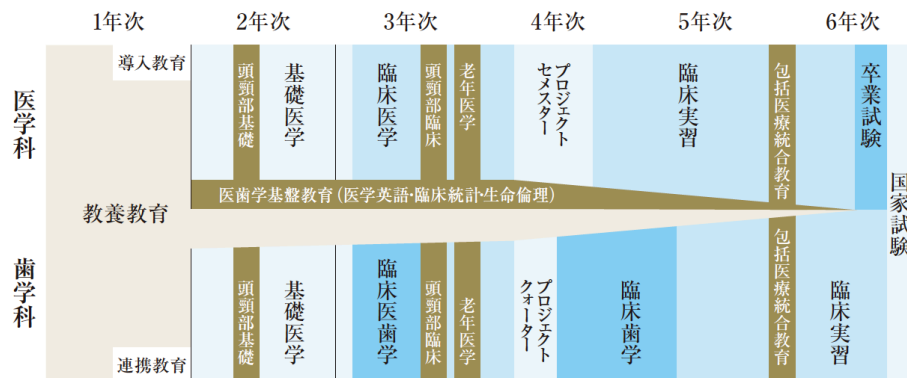 1年次
2年次
3年次
4年次
5年次
6年次
医学科
導入教育
頭頸部基礎
基礎医学
臨床医学
頭頸部臨床
老年医学
プロジェクト
セメスター
臨床実習
包括医療統合教育
卒業試験
医歯学基盤教育(医学英語・臨床統計・生命倫理)
教養教育
国家試験
歯学科
連携教育
頭頸部基礎
基礎医学
臨床医歯学
頭頸部臨床
老年医学
プロジェクト
クォーター
臨床歯学
包括医療統合教育
臨床実習